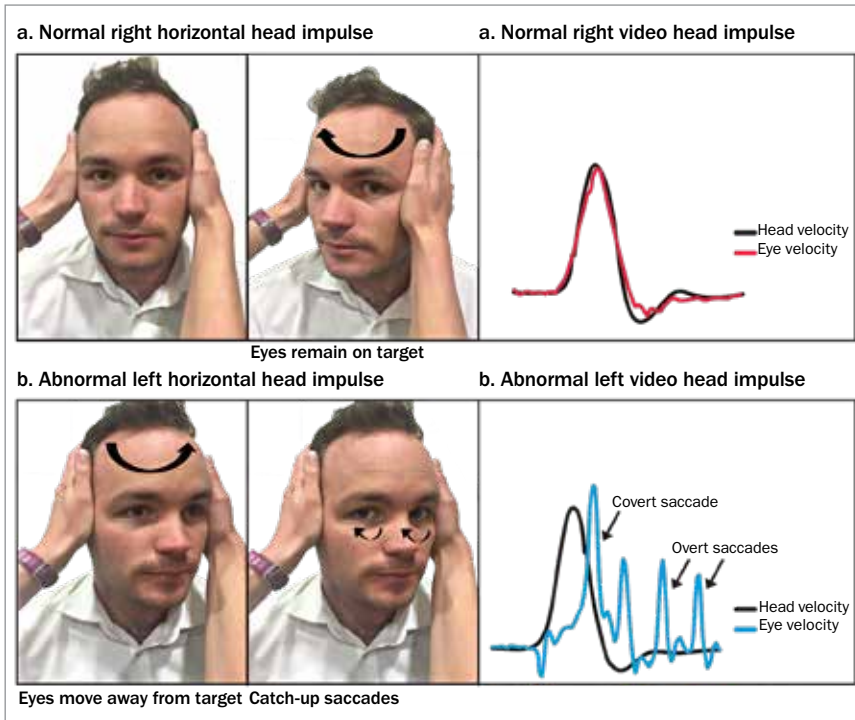 a. Normal right horizontal head impulse
a. Normal right video head impulse
Head velocity
Eye velocity
Eyes remain on target
b. Abnormal left horizontal head impulse
b. Abnormal left video head impulse
Covert saccade
Overt saccades
Head velocity
Eye velocity
Eyes move away from target
Catch-up saccades